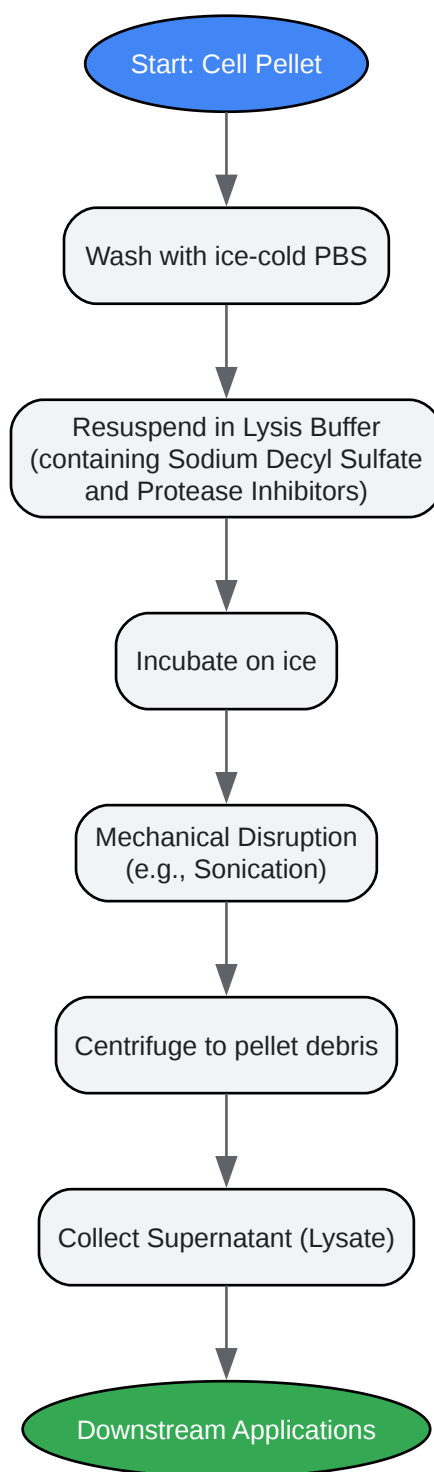 Start: Cell Pellet
Wash with ice-cold PBS
Resuspend in Lysis Buffer
(containing Sodium Decyl Sulfate
and Protease Inhibitors)
Incubate on ice
Mechanical Disruption
(e.g., Sonication)
Centrifuge to pellet debris
Collect Supernatant (Lysate)
Downstream Applications